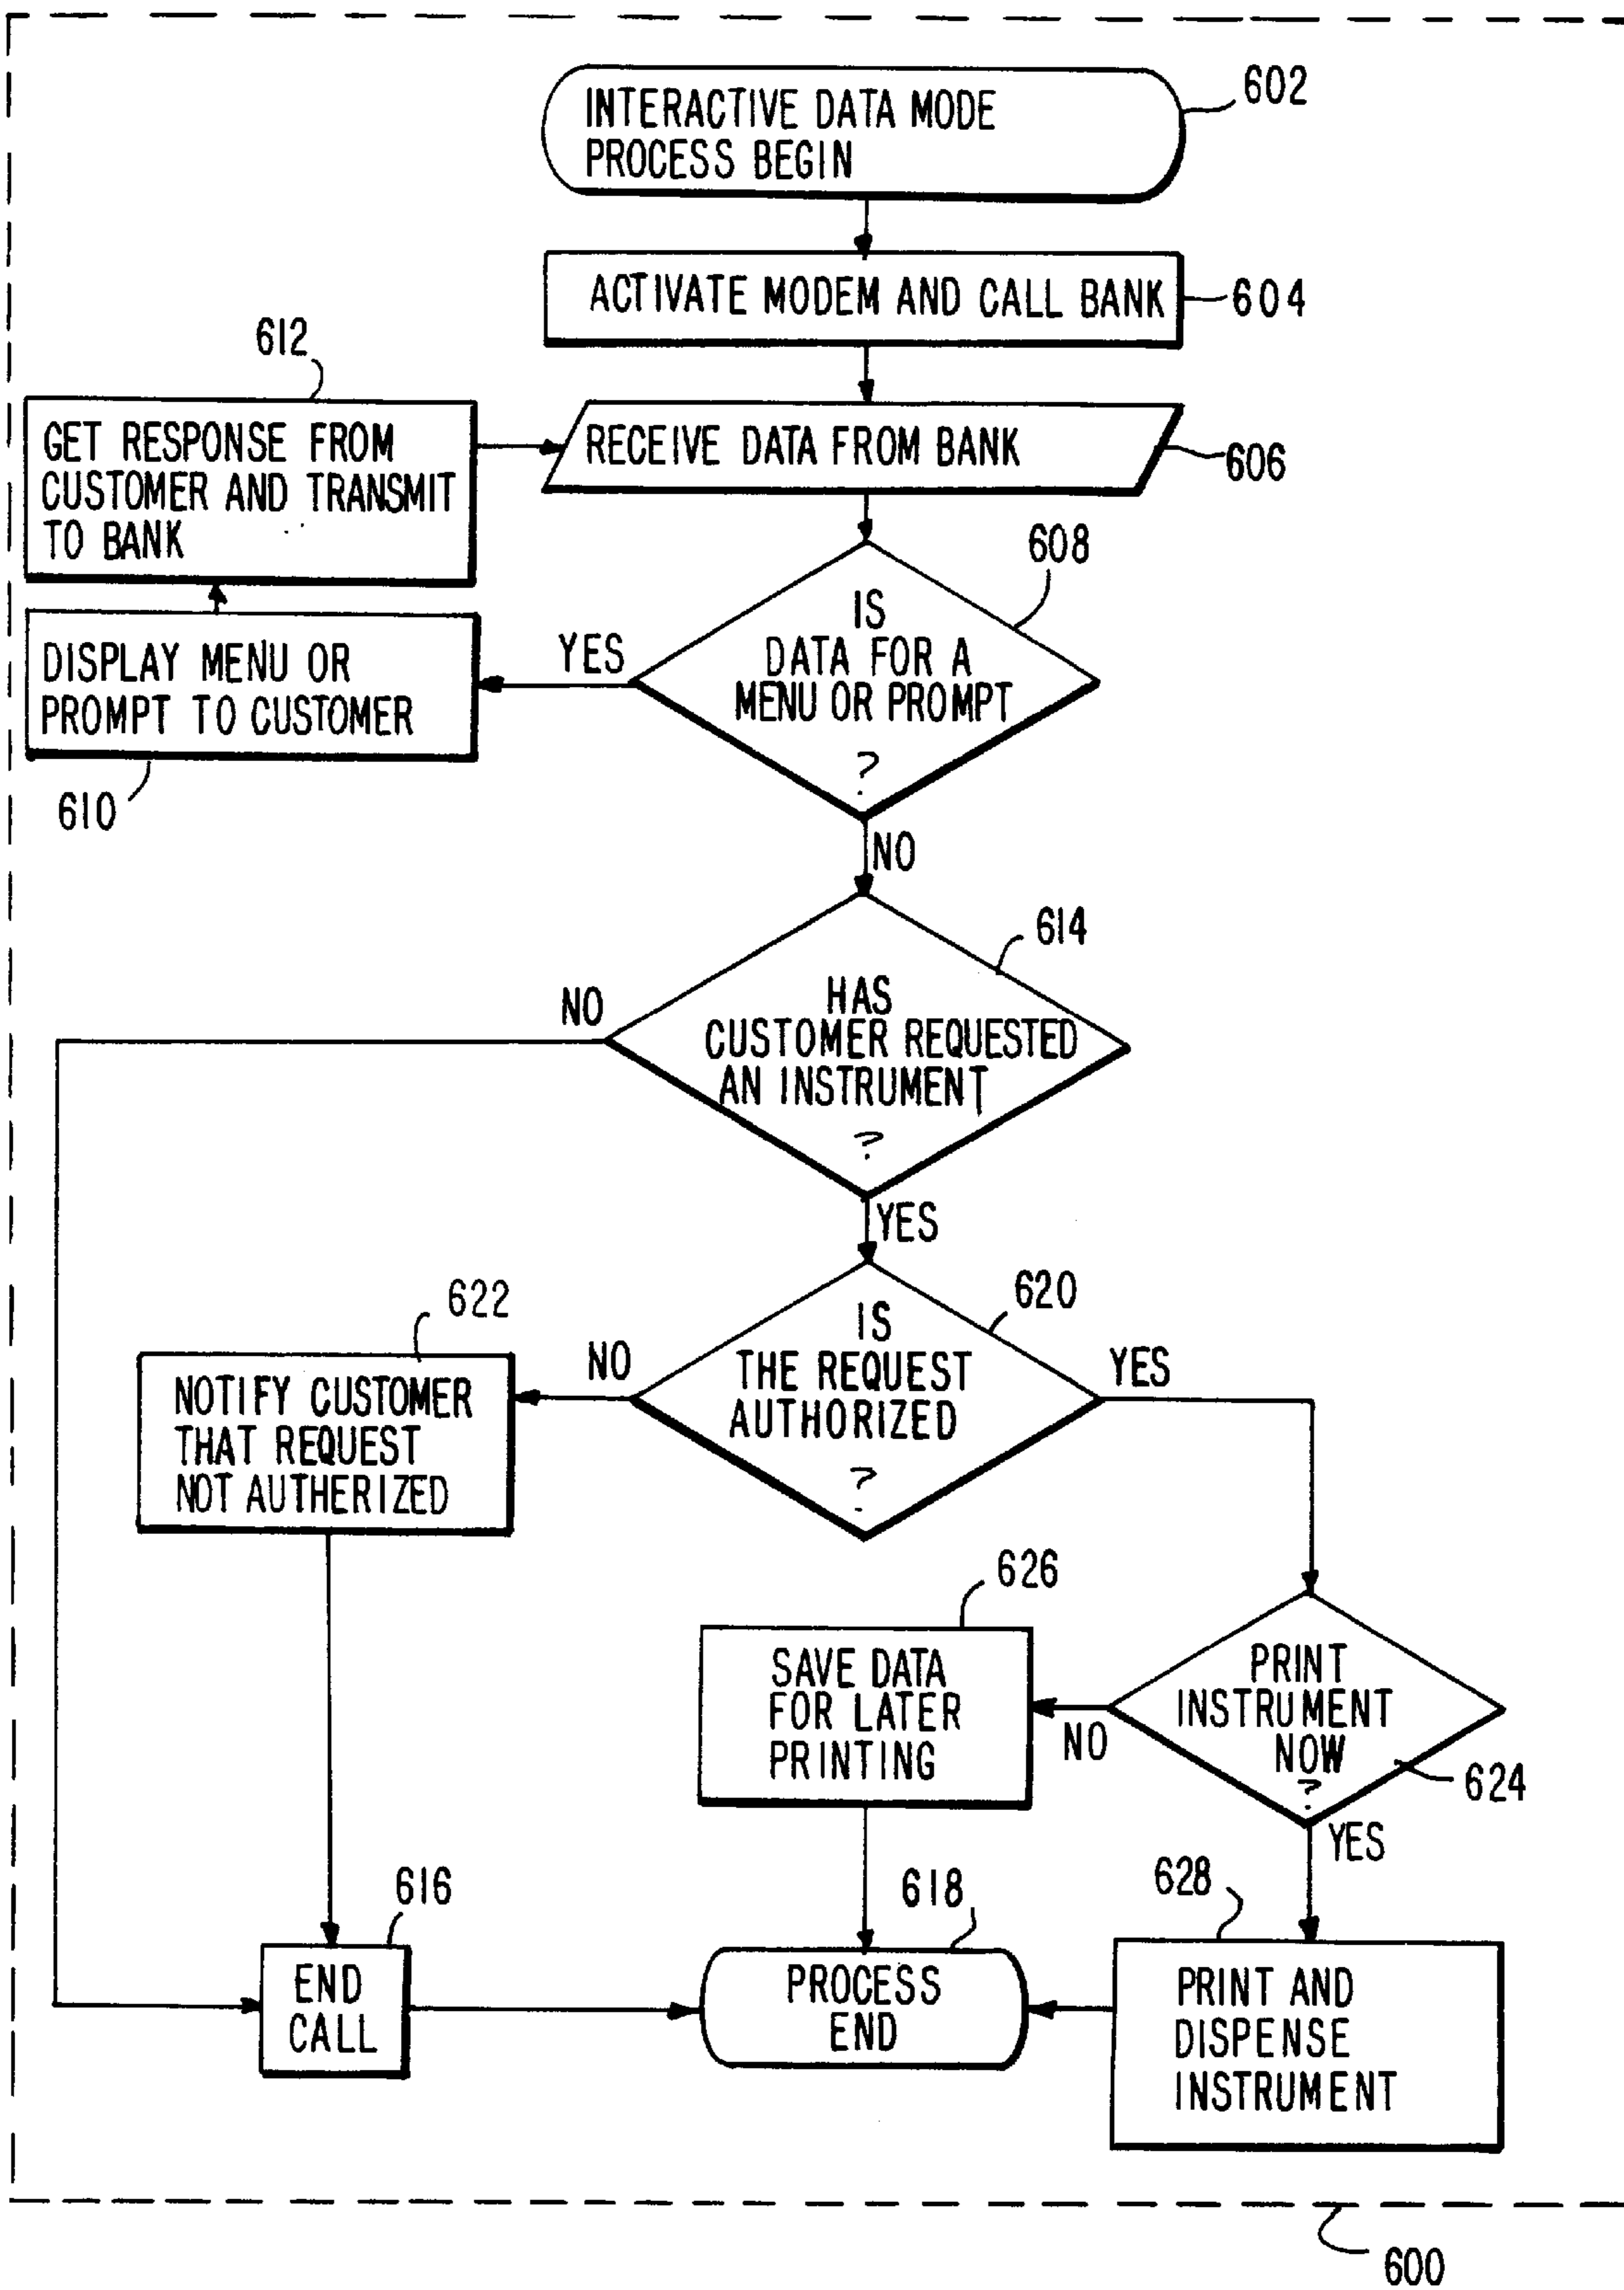 602
INTERACTIVE DATA MODE
PROCESS BEGIN
ACTIVATE MODEM AND CALL BANK
604
612
GET RESPONSE FROM
CUSTOMER AND TRANSMIT
TO BANK
RECEIVE DATA FROM BANK
606
608
IS
DATA FOR A
MENU OR PROMPT
?
YES
DISPLAY MENU OR
PROMPT TO CUSTOMER
610
NO
614
HAS
CUSTOMER REQUESTED
AN INSTRUMENT
?
NO
YES
620
IS
THE REQUEST
AUTHORIZED
?
NO
YES
622
NOTIFY CUSTOMER
THAT REQUEST
NOT AUTHERIZED
626
SAVE DATA
FOR LATER
PRINTING
PRINT
INSTRUMENT
NOW
?
NO
624
YES
616
END
CALL
618
PROCESS
END
628
PRINT AND
DISPENSE
INSTRUMENT
600